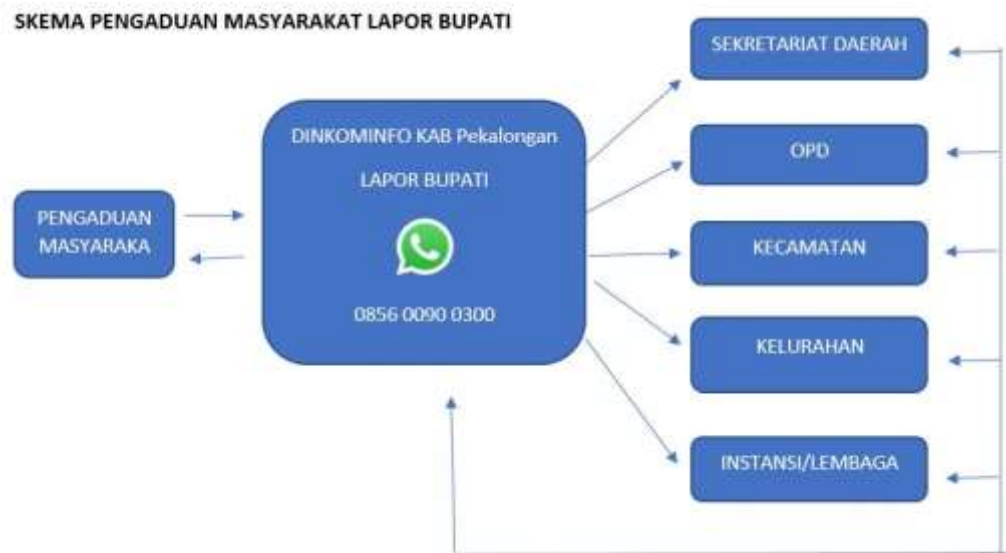 SKEMA PENGADUAN MASYARAKAT LAPOR BUPATI
PENGADUAN
MASYARAKA
DINKOMINFO KAB Pekalongan
LAPOR BUPATI
0856 0090 0300
SEKRETARIAT DAERAH
OPD
KECAMATAN
KELURAHAN
INSTANSI/LEMBAGA